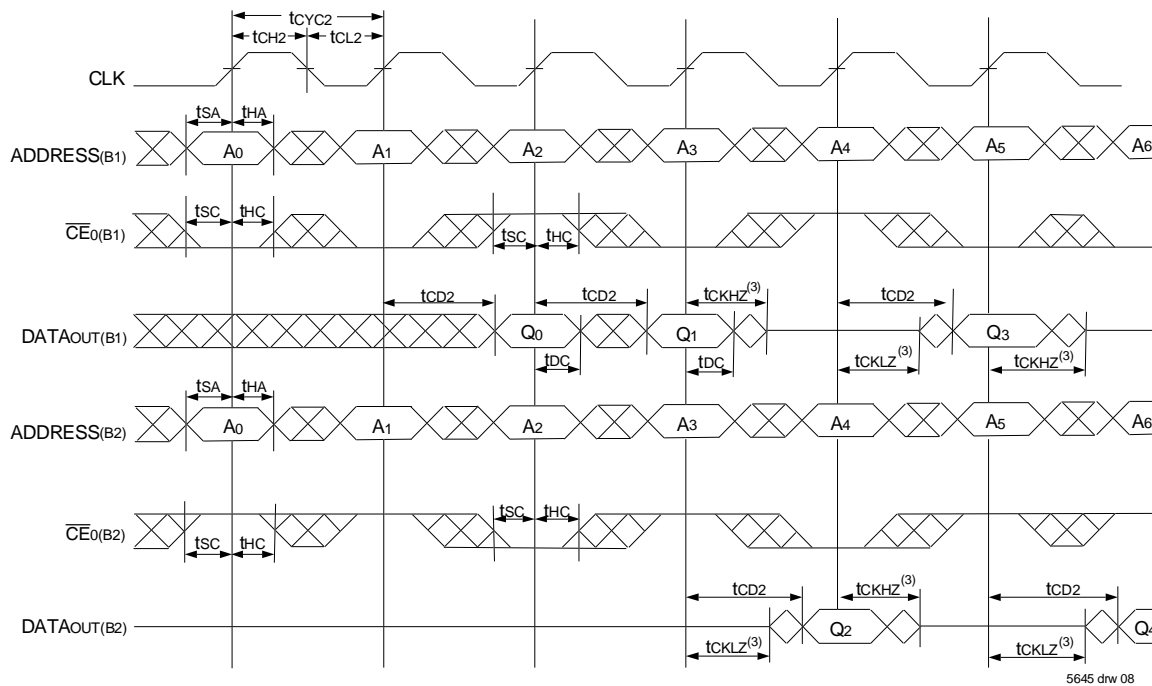 tCYC2
tCH2 tCL2
CLK
tSA tHA
ADDRESS(B1) A0 A1 A2 A3 A4 A5 A6
tSC tHC
CE0(B1)
tSC tHC
tCD2 tCD2 tCKHZ(3) tCD2
DATAOUT(B1) Q0 Q1 Q3
tDC tDC tCKLZ(3) tCKHZ(3)
tSA tHA
ADDRESS(B2) A0 A1 A2 A3 A4 A5 A6
tSC tHC
CE0(B2)
tSC tHC
tCD2 tCKHZ(3) tCD2
DATAOUT(B2) Q2 Q4
tCKLZ(3) tCKLZ(3)
5645 drw 08